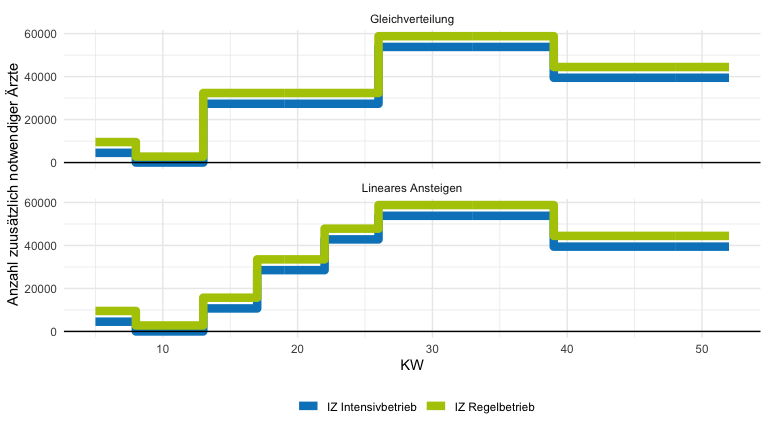 Gleichverteilung
60000
40000
20000
0
Lineares Ansteigen
60000
40000
20000
0
10 20 30 40 50
KW
Anzahl zuusätzlich notwendiger Ärzte
IZ Intensivbetrieb IZ Regelbetrieb